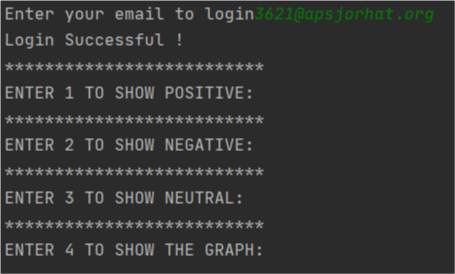 Enter your email to login3621@apsjorhat.org
Login Successful !
**************************
ENTER 1 TO SHOW POSITIVE:
**************************
ENTER 2 TO SHOW NEGATIVE:
**************************
ENTER 3 TO SHOW NEUTRAL:
**************************
ENTER 4 TO SHOW THE GRAPH: